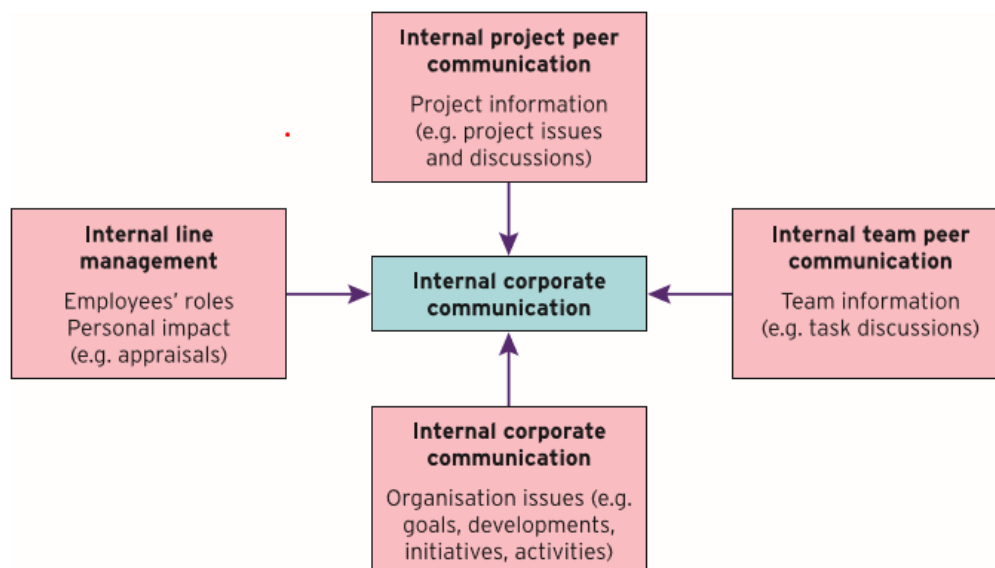 Internal project peer
communication
Project information
(e.g. project issues
and discussions)
Internal line
management
Employees’ roles
Personal impact
(e.g. appraisals)
Internal corporate
communication
Internal team peer
communication
Team information
(e.g. task discussions)
Internal corporate
communication
Organisation issues (e.g.
goals, developments,
initiatives, activities)